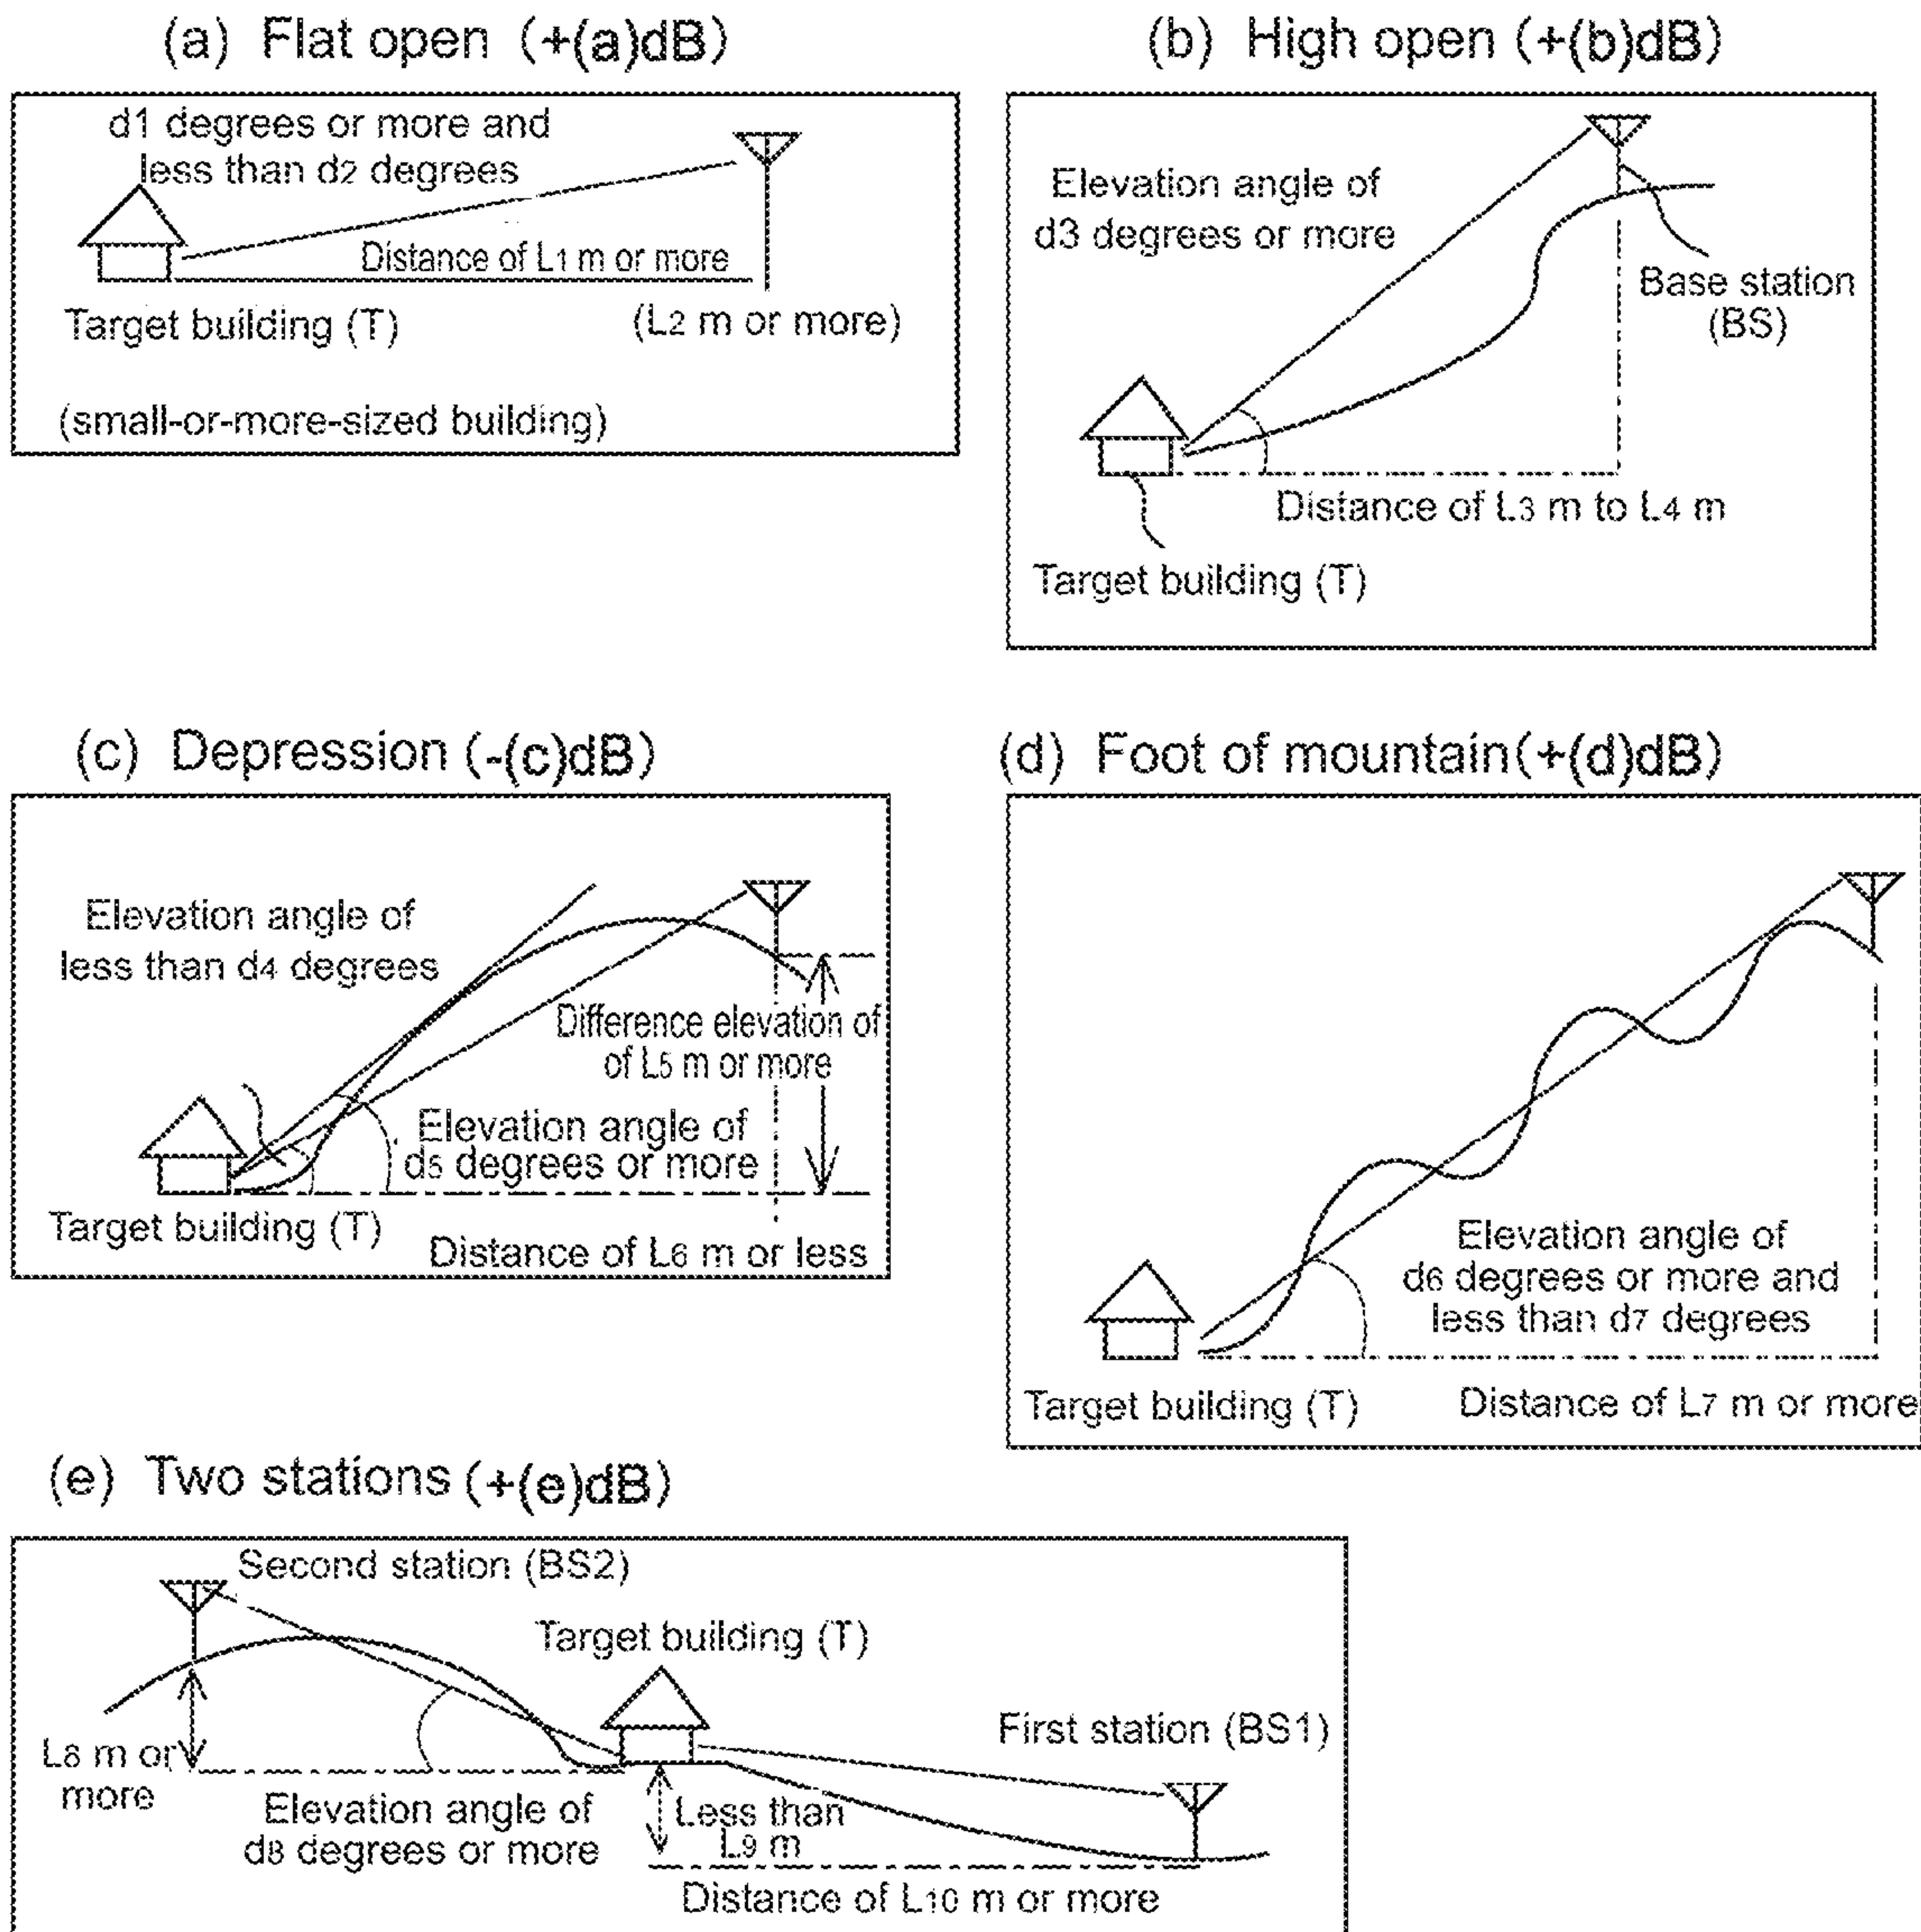 (a) Flat open (+(a)dB)
d1 degrees or more and
less than d2 degrees
Distance of L1 m or more
Target building (T)
(L2 m or more)
(small-or-more-sized building)
(b) High open (+(b)dB)
Elevation angle of
d3 degrees or more
Base station
(BS)
Distance of L3 m to L4 m
Target building (T)
(c) Depression (-(c)dB)
Elevation angle of
less than d4 degrees
Difference elevation of
of L5 m or more
Elevation angle of
d5 degrees or more
Target building (T)
Distance of L6 m or less
(d) Foot of mountain(+(d)dB)
Elevation angle of
d6 degrees or more and
less than d7 degrees
Target building (T)
Distance of L7 m or more
(e) Two stations (+(e)dB)
Second station (BS2)
Target building (T)
First station (BS1)
L8 m or
more
Elevation angle of
d8 degrees or more
Less than
L9 m
Distance of L10 m or more